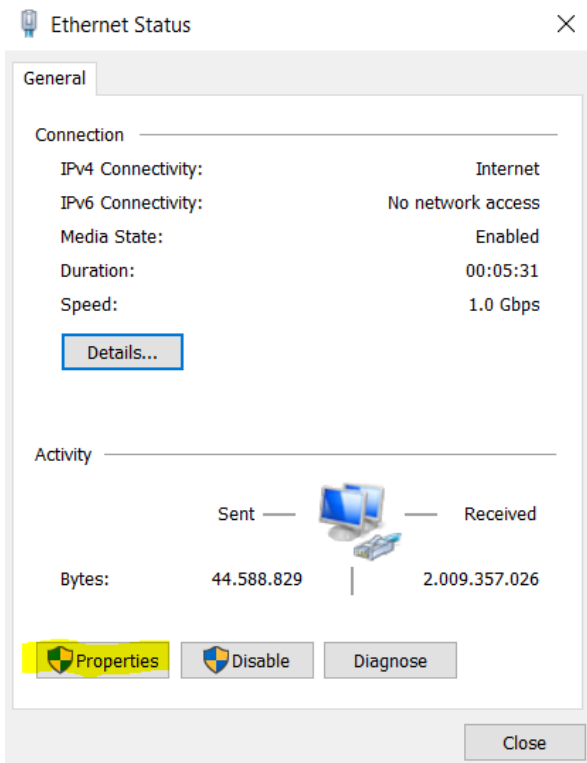 Ethernet Status
General
Connection
IPv4 Connectivity: Internet
IPv6 Connectivity: No network access
Media State: Enabled
Duration: 00:05:31
Speed: 1.0 Gbps
Details...
Activity
Sent Received
Bytes: 44.588.829 2.009.357.026
Properties Disable Diagnose
Close